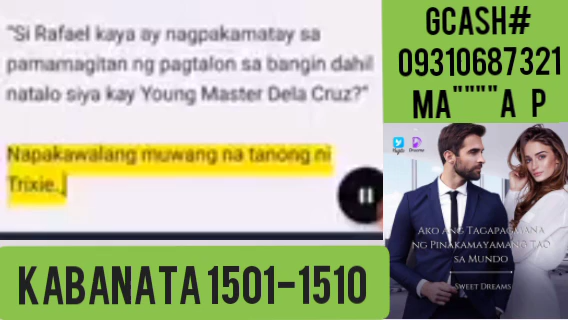 "Si Rafael kaya ay nagpakamatay sa
pamamagitan ng pagtalon sa bangin dahil
natalo siya kay Young Master Dela Cruz?"
Napakawalang muwang na tanong ni
Trixie.
KABANATA 1501-1510
GCASH#
09310687321
MA""""A P
Dreame
AKO ANG TAGAPAGMANA
NG PINAKAMAYAMANG TAO
SA MUNDO
SWEET DREAMS